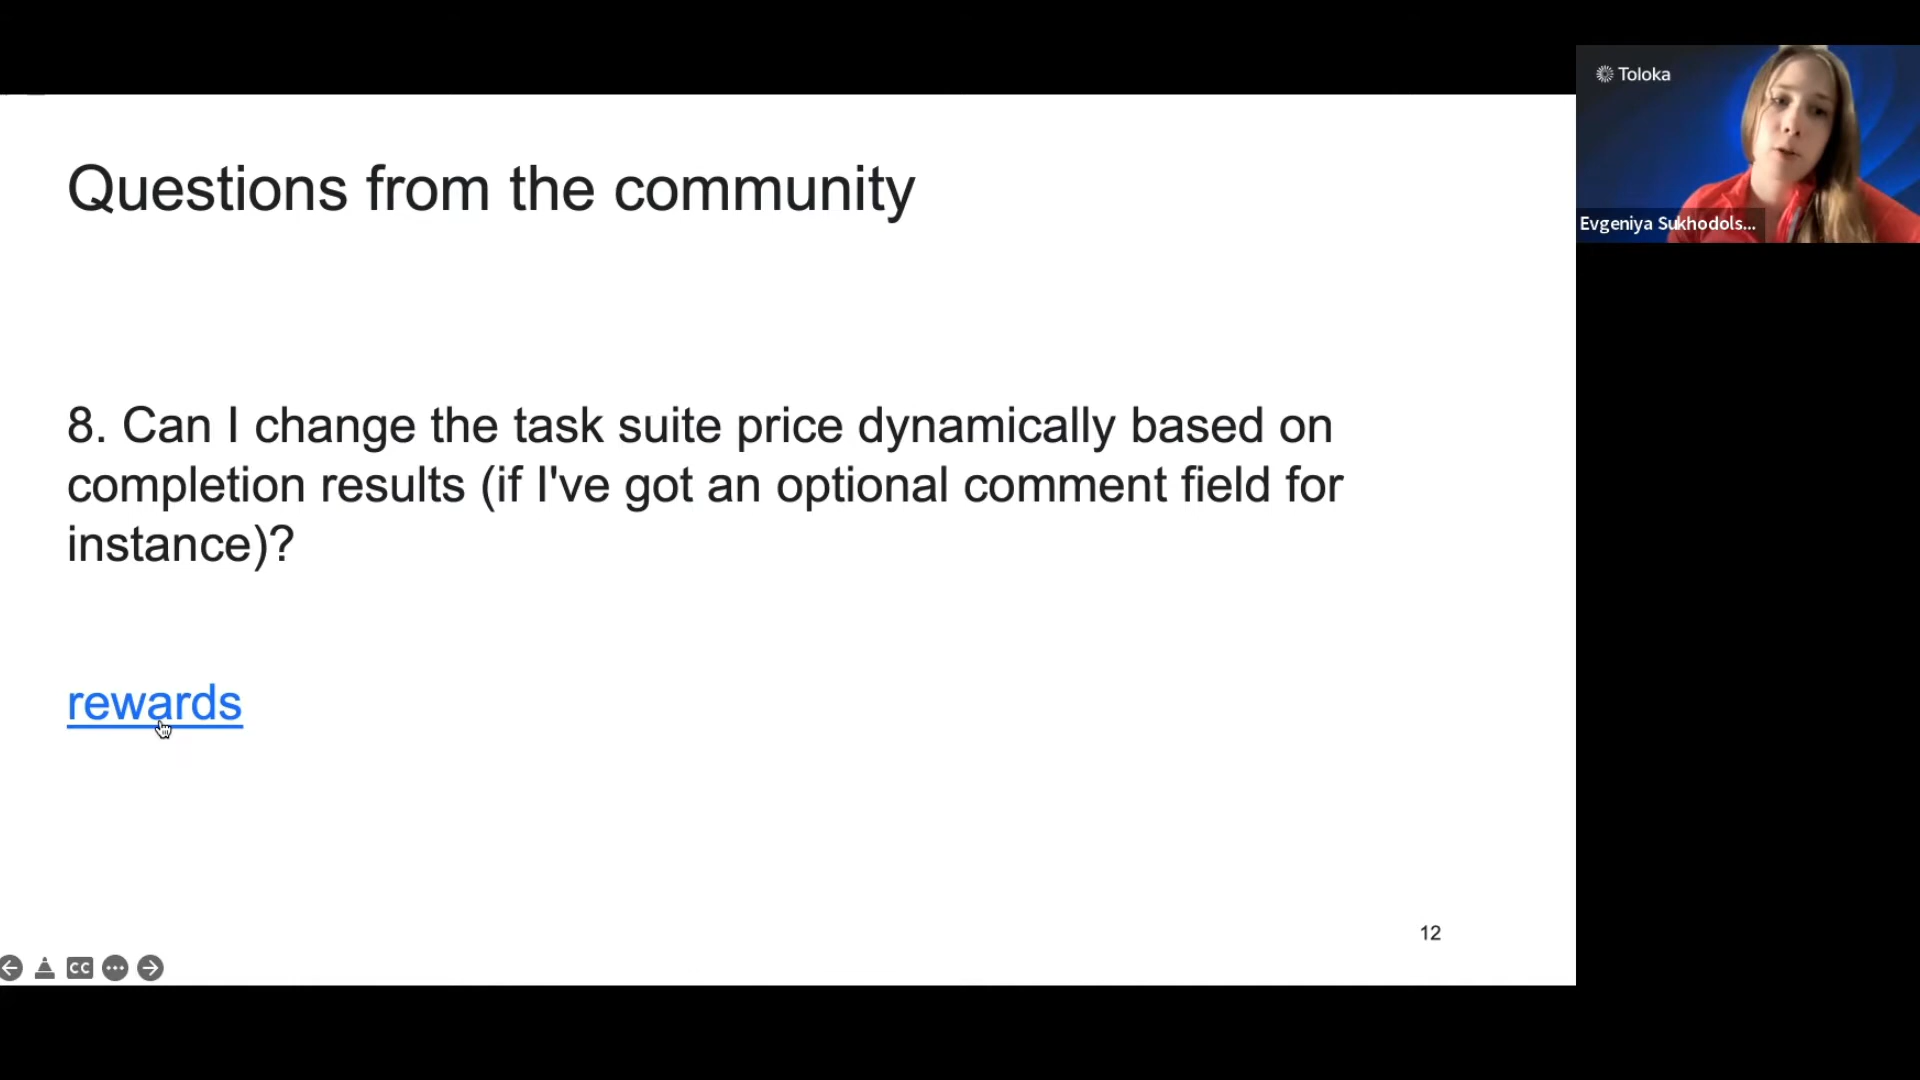 Toloka
Evgeniya Sukhodols...
Questions from the community
8. Can I change the task suite price dynamically based on
completion results (if I've got an optional comment field for
instance)?
rewards
12
CC